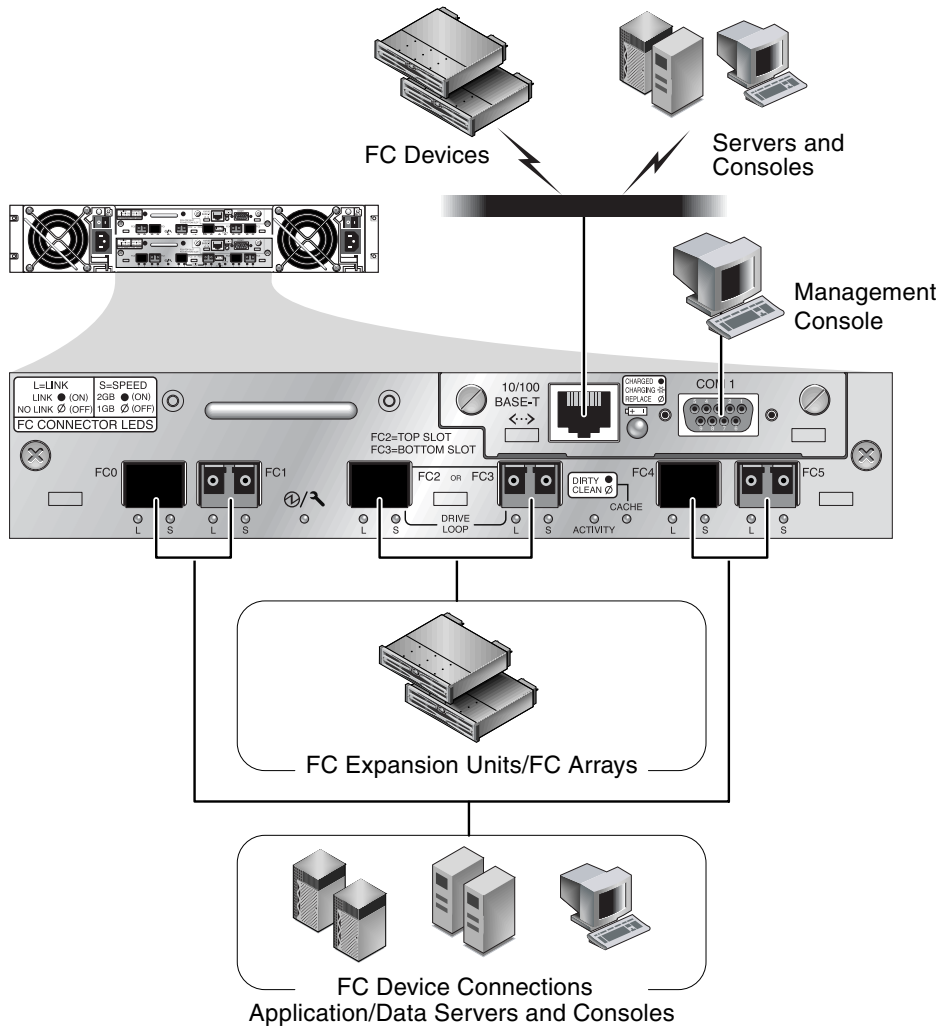 FC Devices
Servers and
Consoles
Management
Console
L=LINK
LINK ● (ON)
NO LINK Ø (OFF)
S=SPEED
2GB ● (ON)
1GB Ø (OFF)
FC CONNECTOR LEDS
10/100
BASE-T
<··>
CHARGED ●
CHARGING
REPLACE Ø
+ -
COM 1
FC2=TOP SLOT
FC3=BOTTOM SLOT
FC0
FC1
FC2 OR FC3
DIRTY ●
CLEAN Ø
CACHE
FC4
FC5
L S L S
L S
DRIVE
LOOP
L S
ACTIVITY
L S L S
FC Expansion Units/FC Arrays
FC Device Connections
Application/Data Servers and Consoles